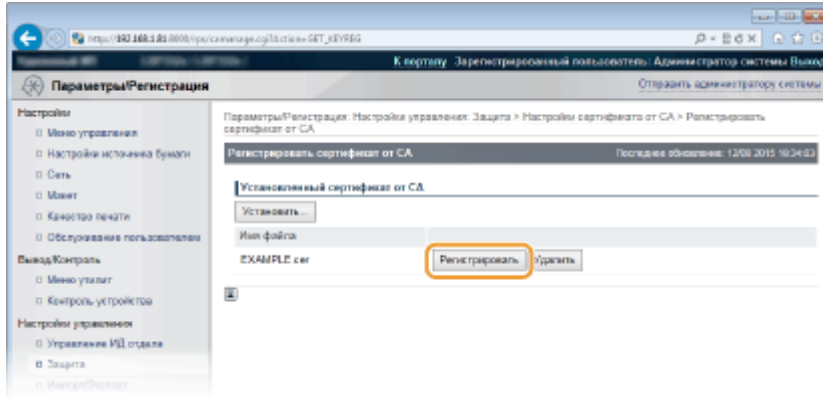 К порталу Зарегистрированный пользователь: Администратор системы Выход
Параметры/Регистрация
Отправить администратору системы
Настройки
Меню управления
Настройки источника бумаги
Сеть
Макет
Качество печати
Обслуживание пользователем
Вывод/Контроль
Меню утилит
Контроль устройства
Настройки управления
Управление ИД отдела
Защита
Импорт/Экспорт
Параметры/Регистрация: Настройки управления: Защита > Настройки сертификата от CA > Регистрировать
сертификат от CA
Регистрировать сертификат от CA
Последнее обновление: 12/08 2015 18:34:03
Установленный сертификат от CA
Установить...
Имя файла
EXAMPLE.cer
Регистрировать
Удалить